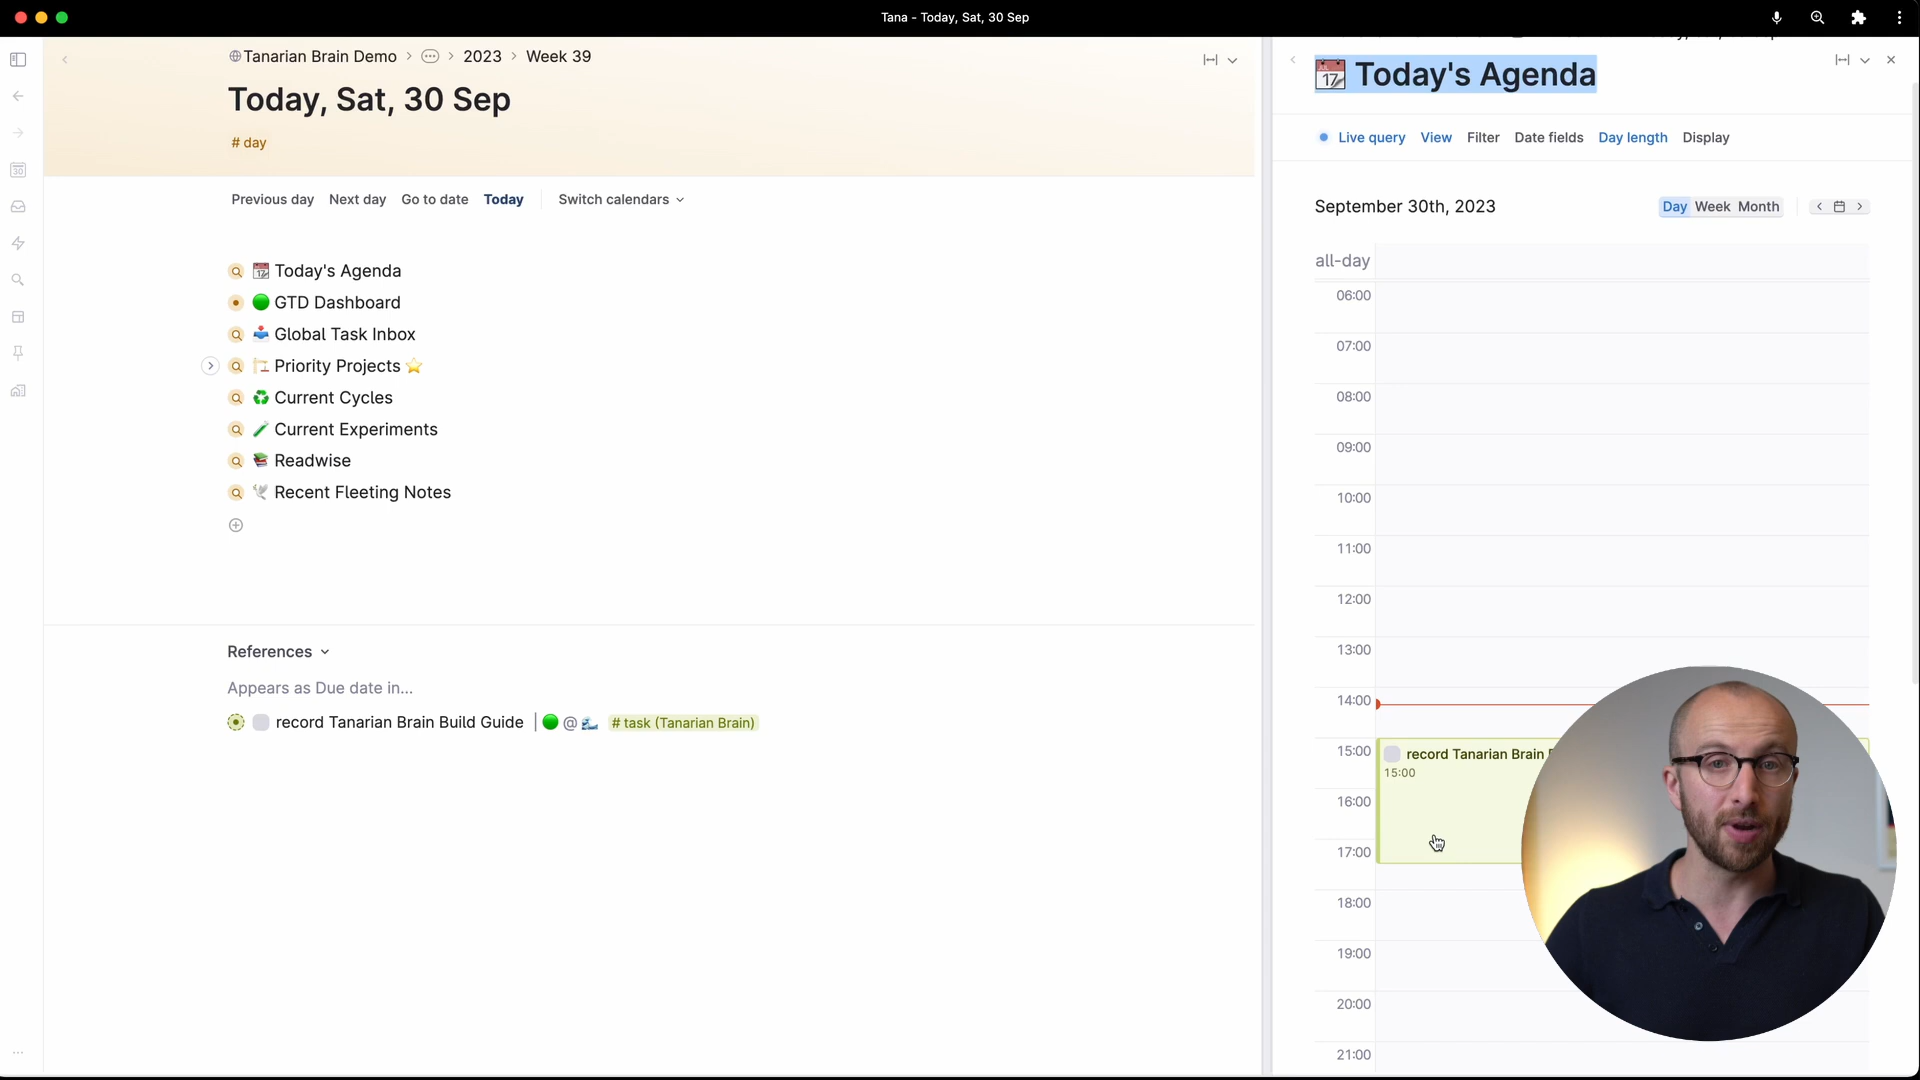 Tana - Today, Sat, 30 Sep
Tanarian Brain Demo > ... > 2023 > Week 39
Today, Sat, 30 Sep
# day
Previous day Next day Go to date Today Switch calendars
Today's Agenda
GTD Dashboard
Global Task Inbox
Priority Projects
Current Cycles
Current Experiments
Readwise
Recent Fleeting Notes
References
Appears as Due date in...
record Tanarian Brain Build Guide @ # task (Tanarian Brain)
Today's Agenda
Live query View Filter Date fields Day length Display
September 30th, 2023 Day Week Month
all-day
06:00
07:00
08:00
09:00
10:00
11:00
12:00
13:00
14:00
15:00 record Tanarian Brain
15:00
16:00
17:00
18:00
19:00
20:00
21:00